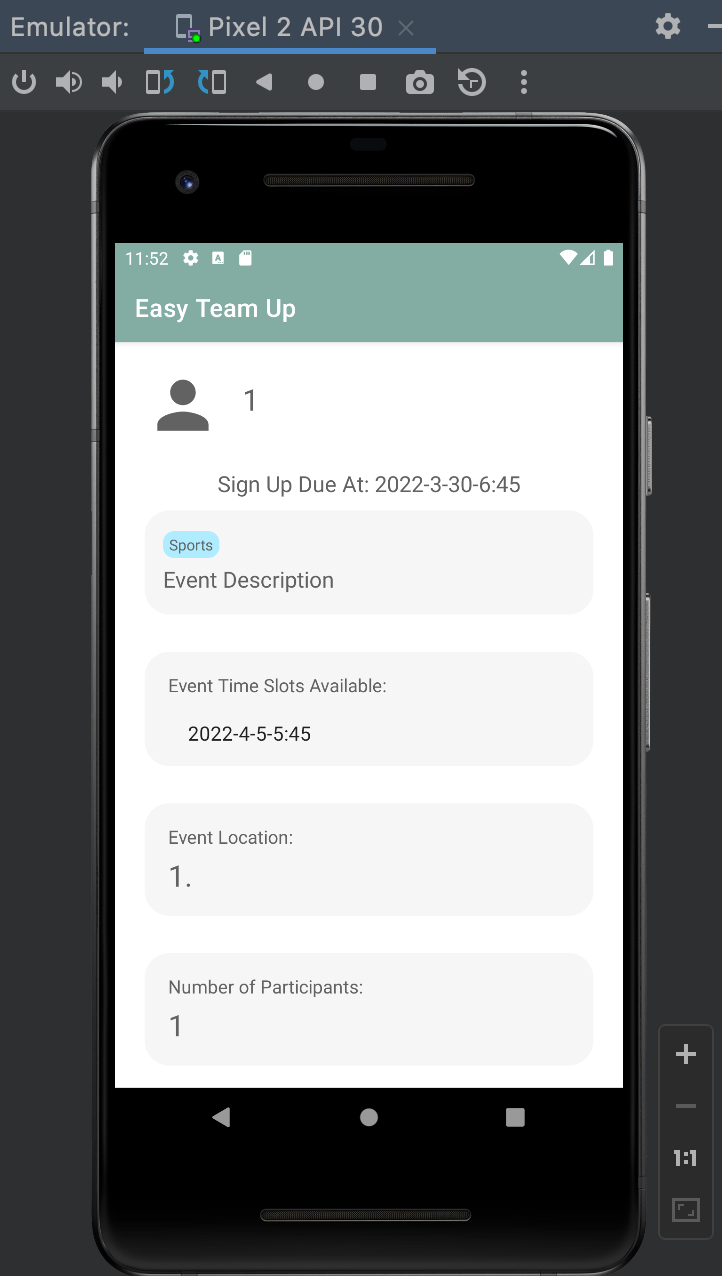 Emulator: Pixel 2 API 30
11:52
Easy Team Up
1
Sign Up Due At: 2022-3-30-6:45
Sports
Event Description
Event Time Slots Available:
2022-4-5-5:45
Event Location:
1.
Number of Participants:
1
1:1